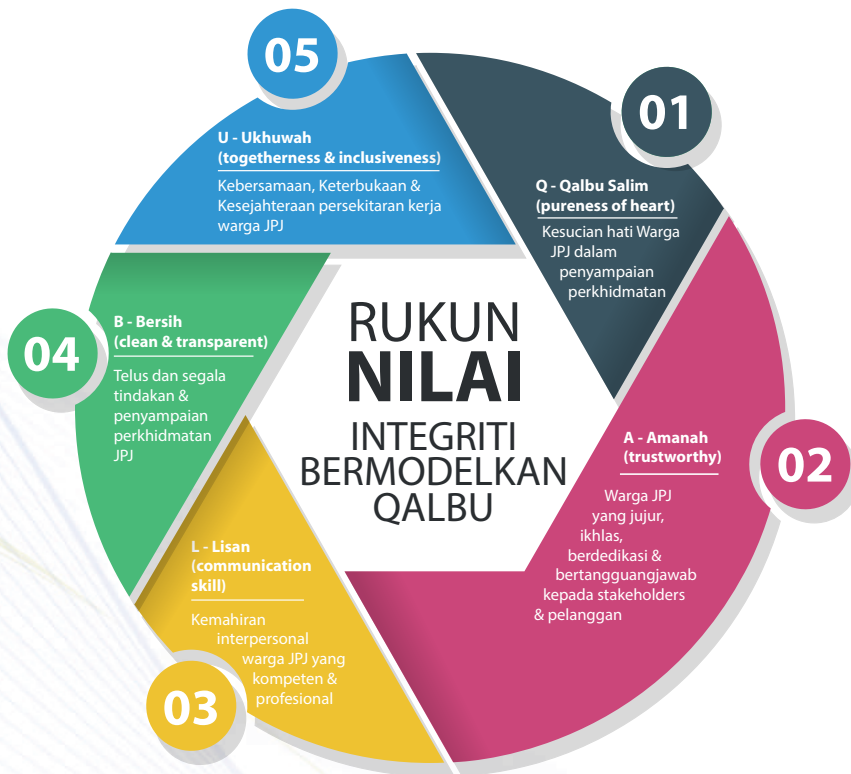 RUKUN
NILAI
INTEGRITI
BERMODELKAN
QALBU
01
Q - Qalbu Salim
(pureness of heart)
Kesucian hati Warga
JPJ dalam
penyampaian
perkhidmatan
02
A - Amanah
(trustworthy)
Warga JPJ
yang jujur,
ikhlas,
berdedikasi &
bertangguangjawab
kepada stakeholders
& pelanggan
03
L - Lisan
(communication
skill)
Kemahiran
interpersonal
warga JPJ yang
kompeten &
profesional
04
B - Bersih
(clean & transparent)
Telus dan segala
tindakan &
penyampaian
perkhidmatan
JPJ
05
U - Ukhuwah
(togetherness & inclusiveness)
Kebersamaan, Keterbukaan &
Kesejahteraan persekitaran kerja
warga JPJ